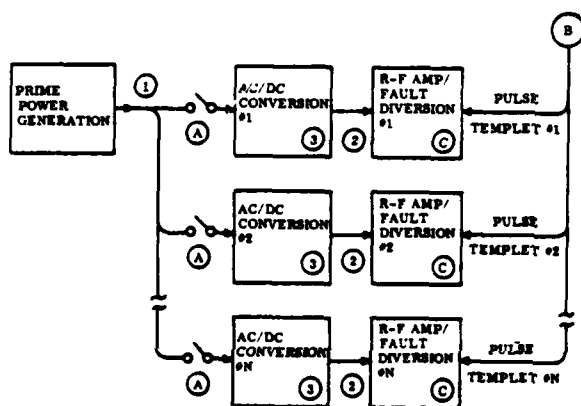 B
PRIME
POWER
GENERATION
1
A
AC/DC
CONVERSION
#1
3
2
R-F AMP/
FAULT
DIVERSION
#1
C
PULSE
TEMPLET #1
A
AC/DC
CONVERSION
#2
3
2
R-F AMP/
FAULT
DIVERSION
#2
C
PULSE
TEMPLET #2
A
AC/DC
CONVERSION
#N
3
2
R-F AMP/
FAULT
DIVERSION
#N
C
PULSE
TEMPLET #N